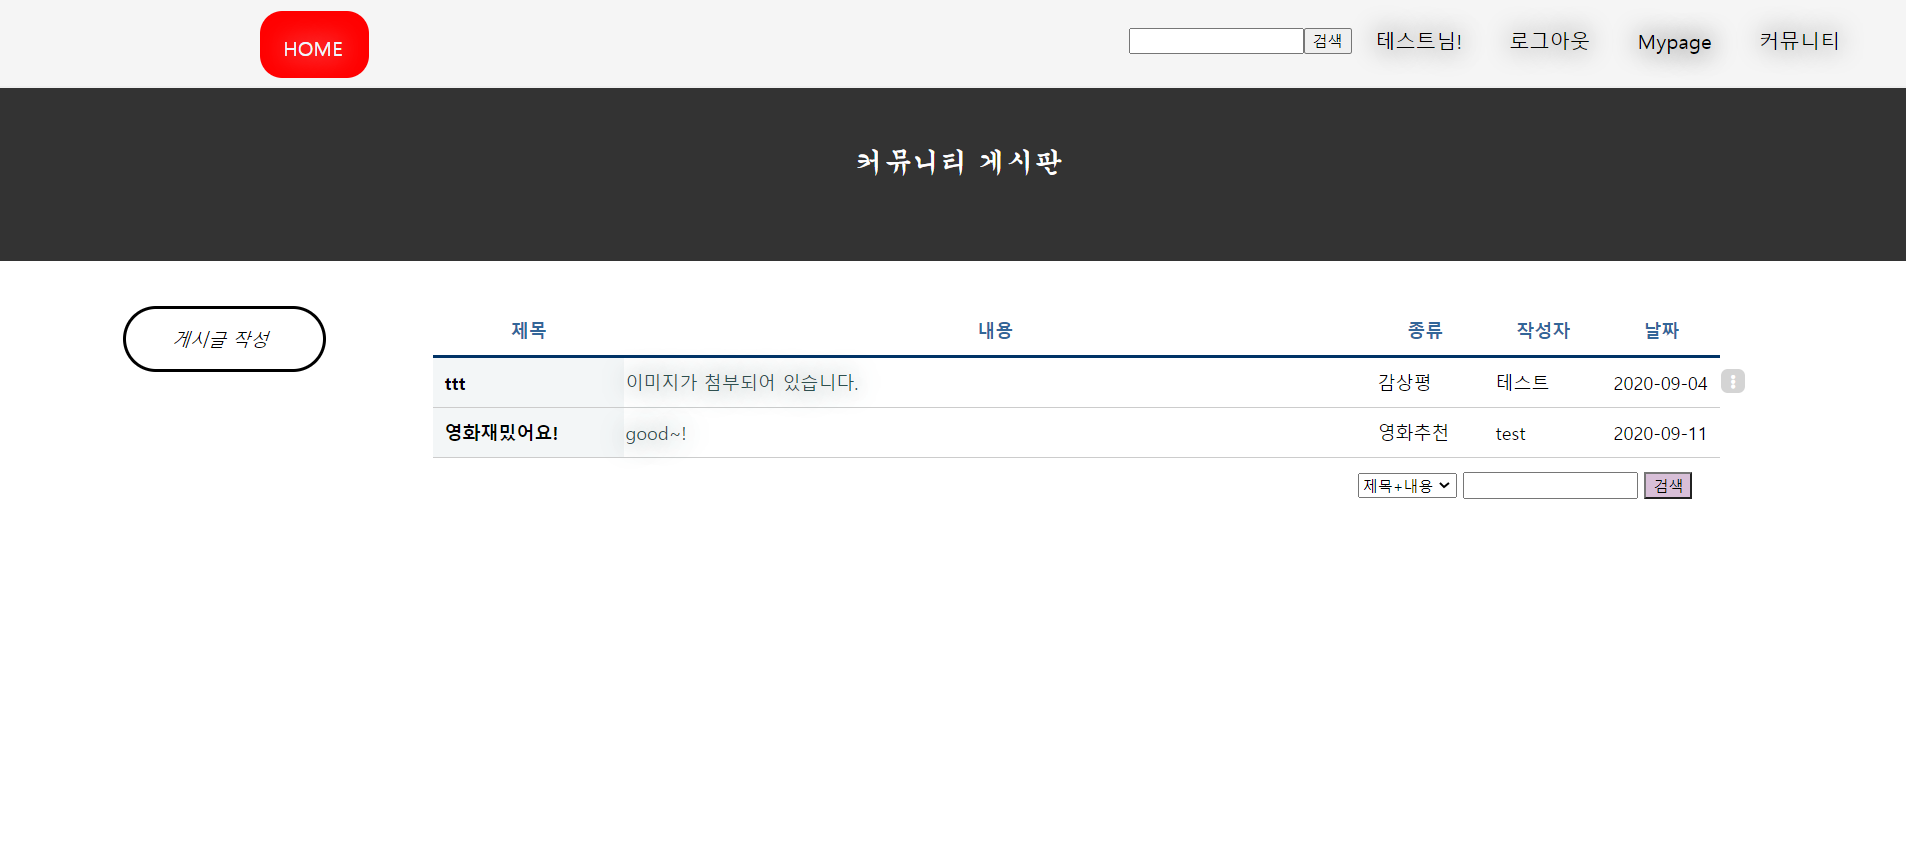 HOME 검색 테스트님! 로그아웃 Mypage 커뮤니티
커뮤니티 게시판
게시글 작성
제목 내용 종류 작성자 날짜
ttt 이미지가 첨부되어 있습니다. 감상평 테스트 2020-09-04
영화재밌어요! good~! 영화추천 test 2020-09-11
제목+내용 검색